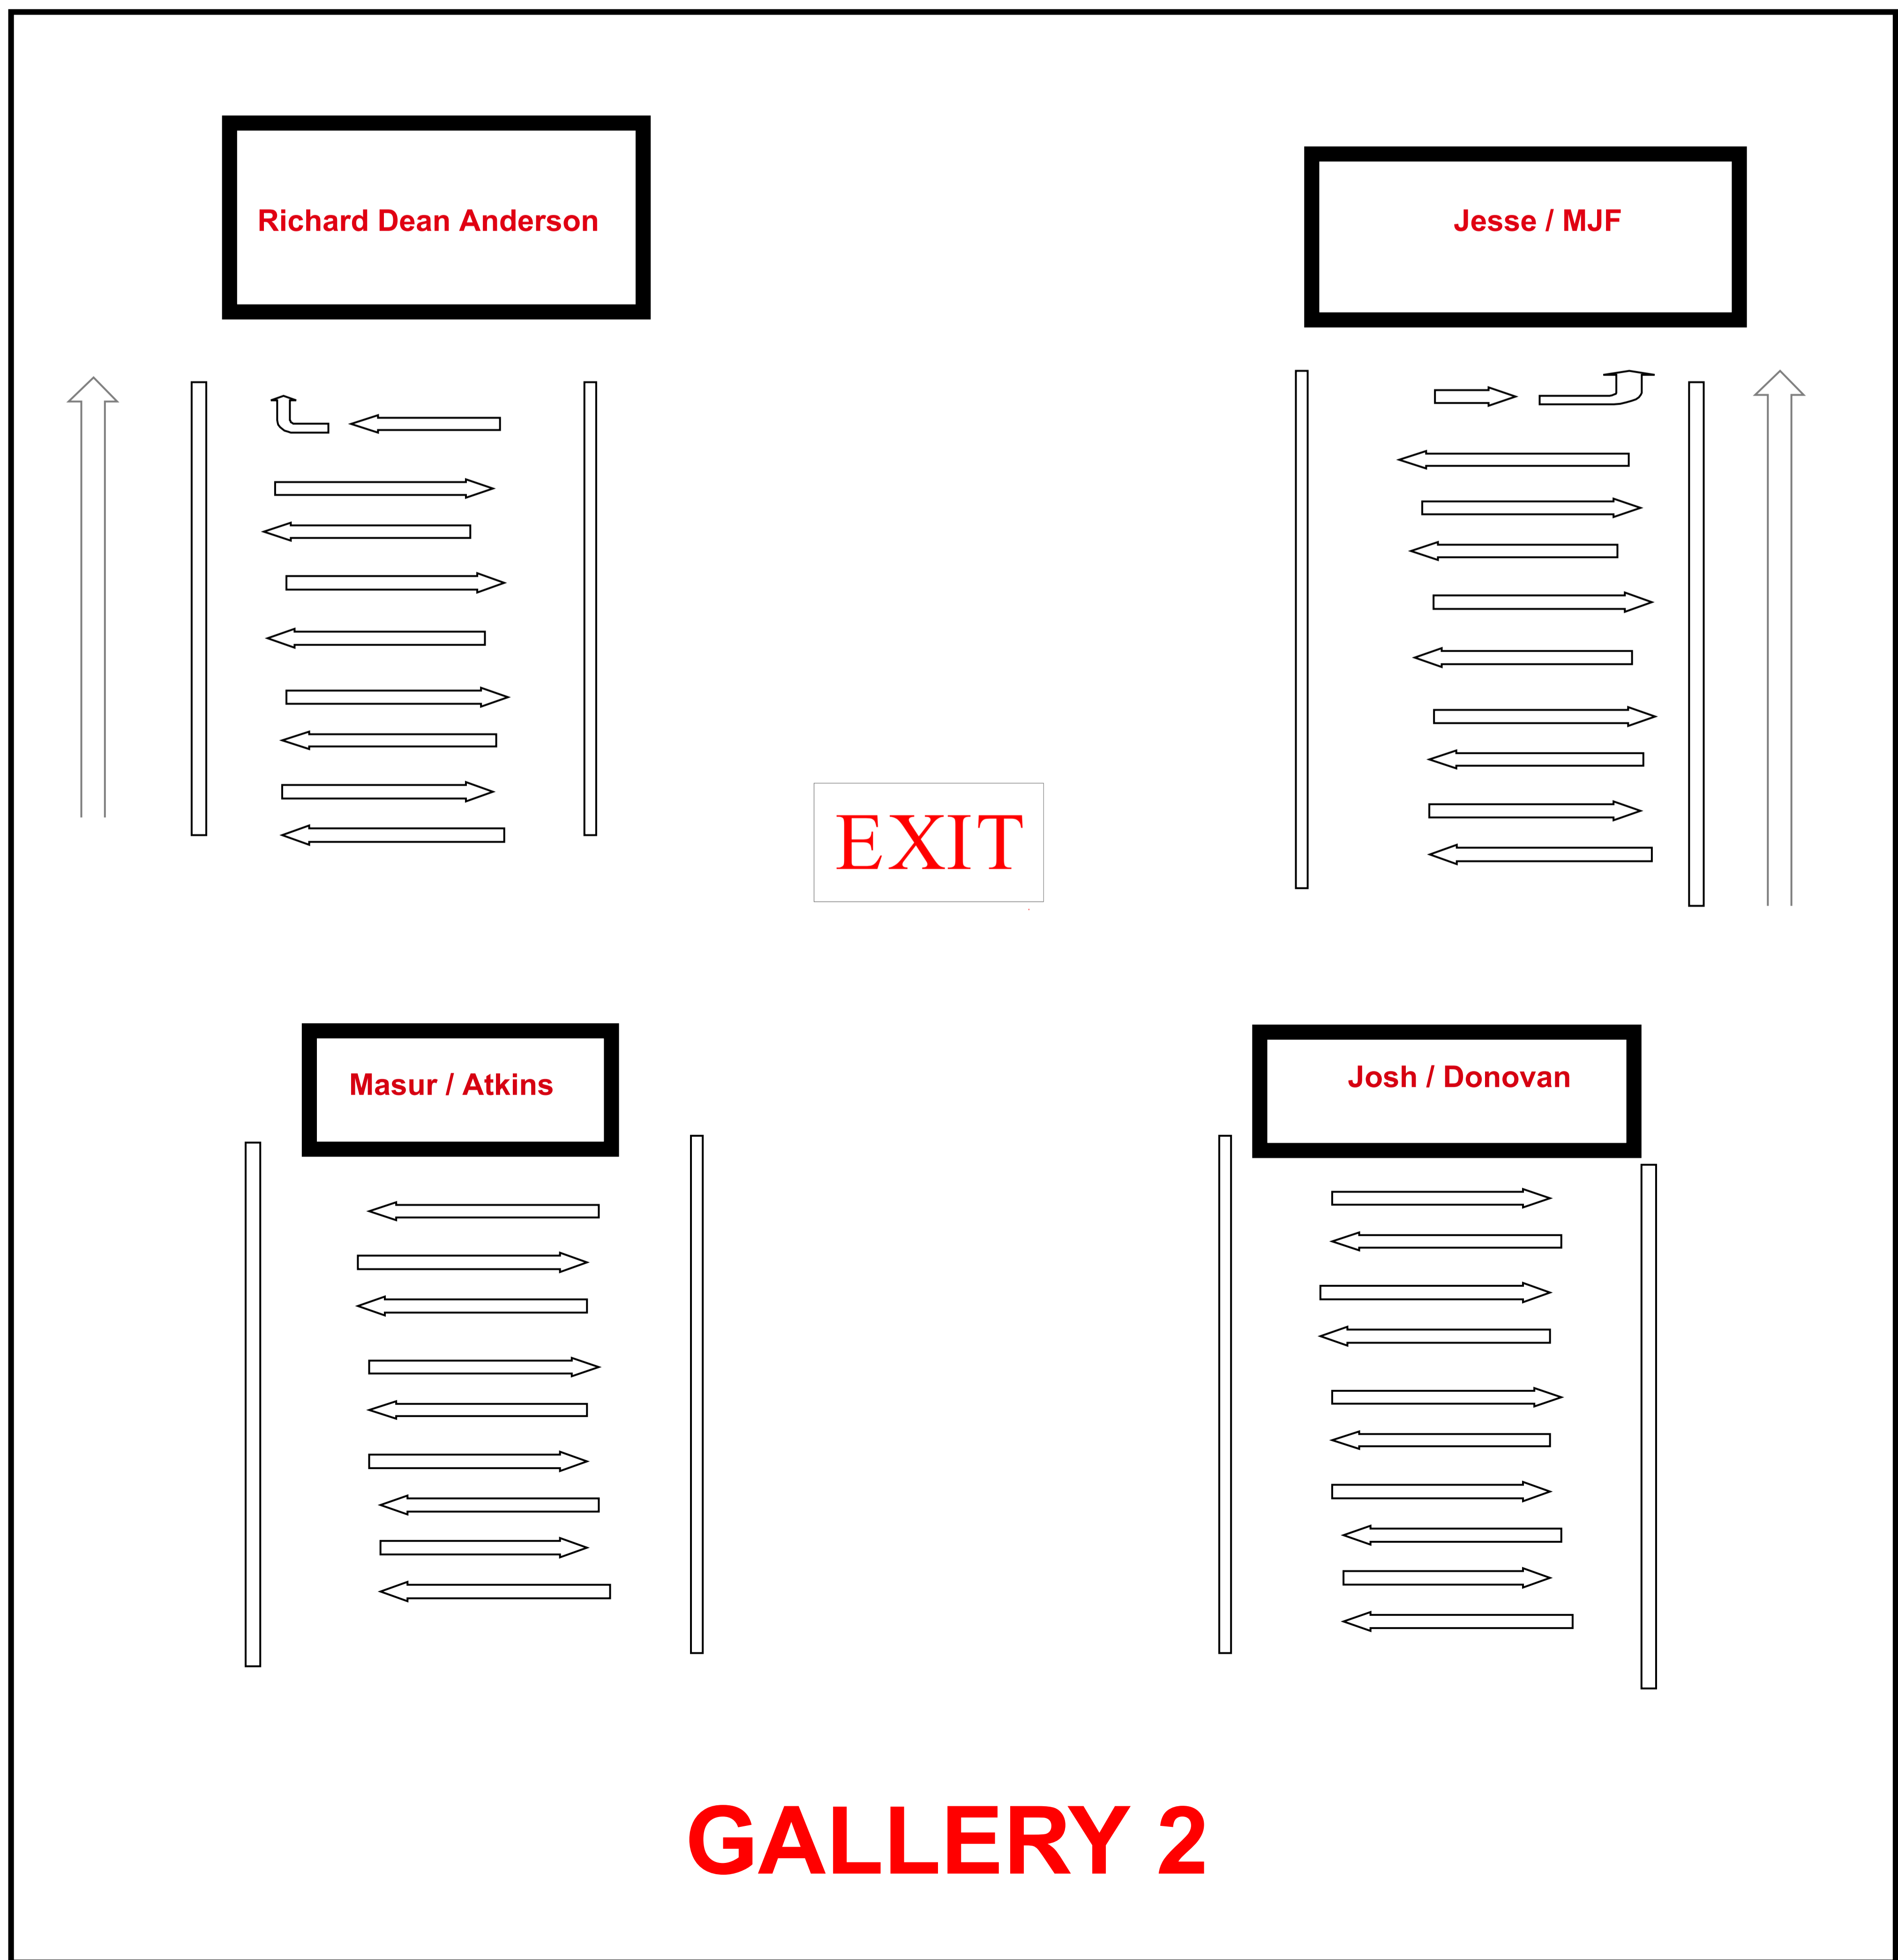 Richard Dean Anderson
Jesse / MJF
EXIT
Masur / Atkins
Josh / Donovan
GALLERY 2